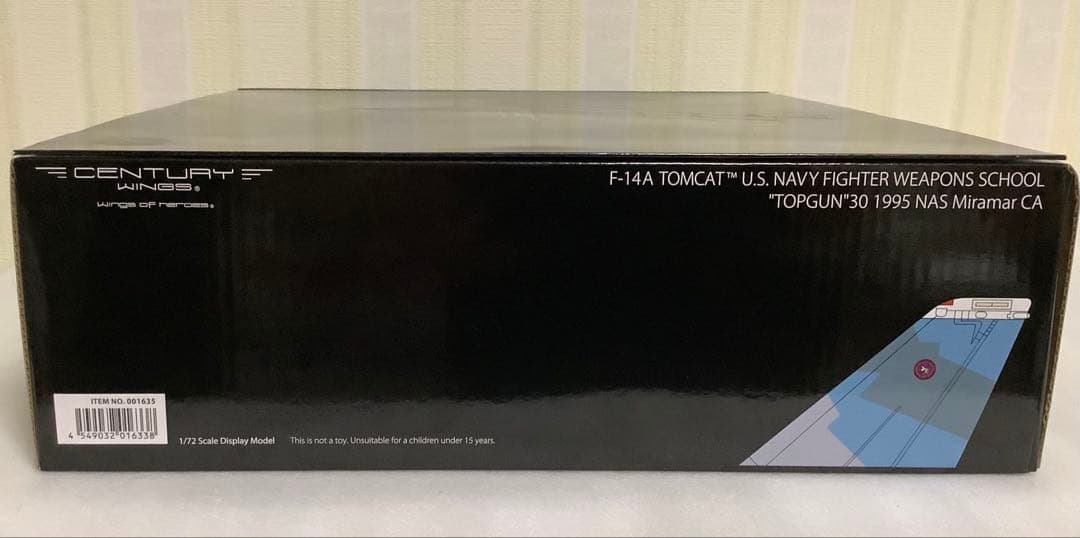 CENTURY
WINGS®
Wings of heroes®
F-14A TOMCAT™ U.S. NAVY FIGHTER WEAPONS SCHOOL
"TOPGUN"30 1995 NAS Miramar CA
ITEM NO. 001635
4 549032 016338
1/72 Scale Display Model
This is not a toy. Unsuitable for a children under 15 years.